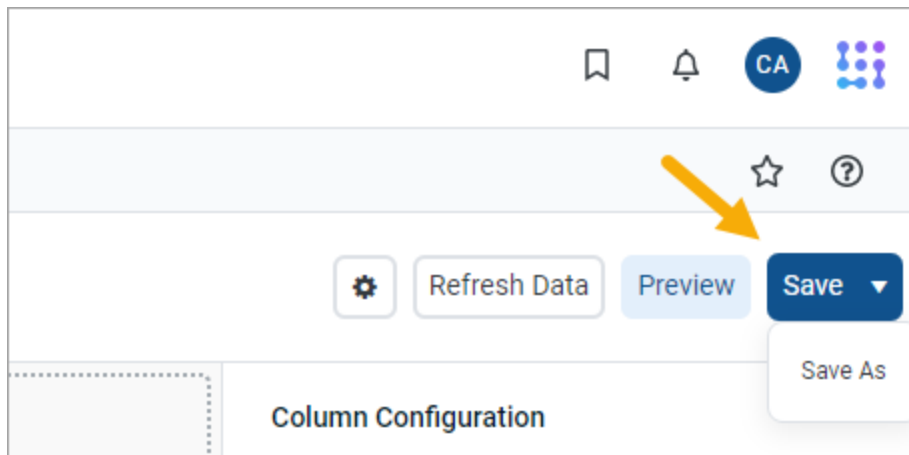 CA
Refresh Data
Preview
Save
Save As
Column Configuration